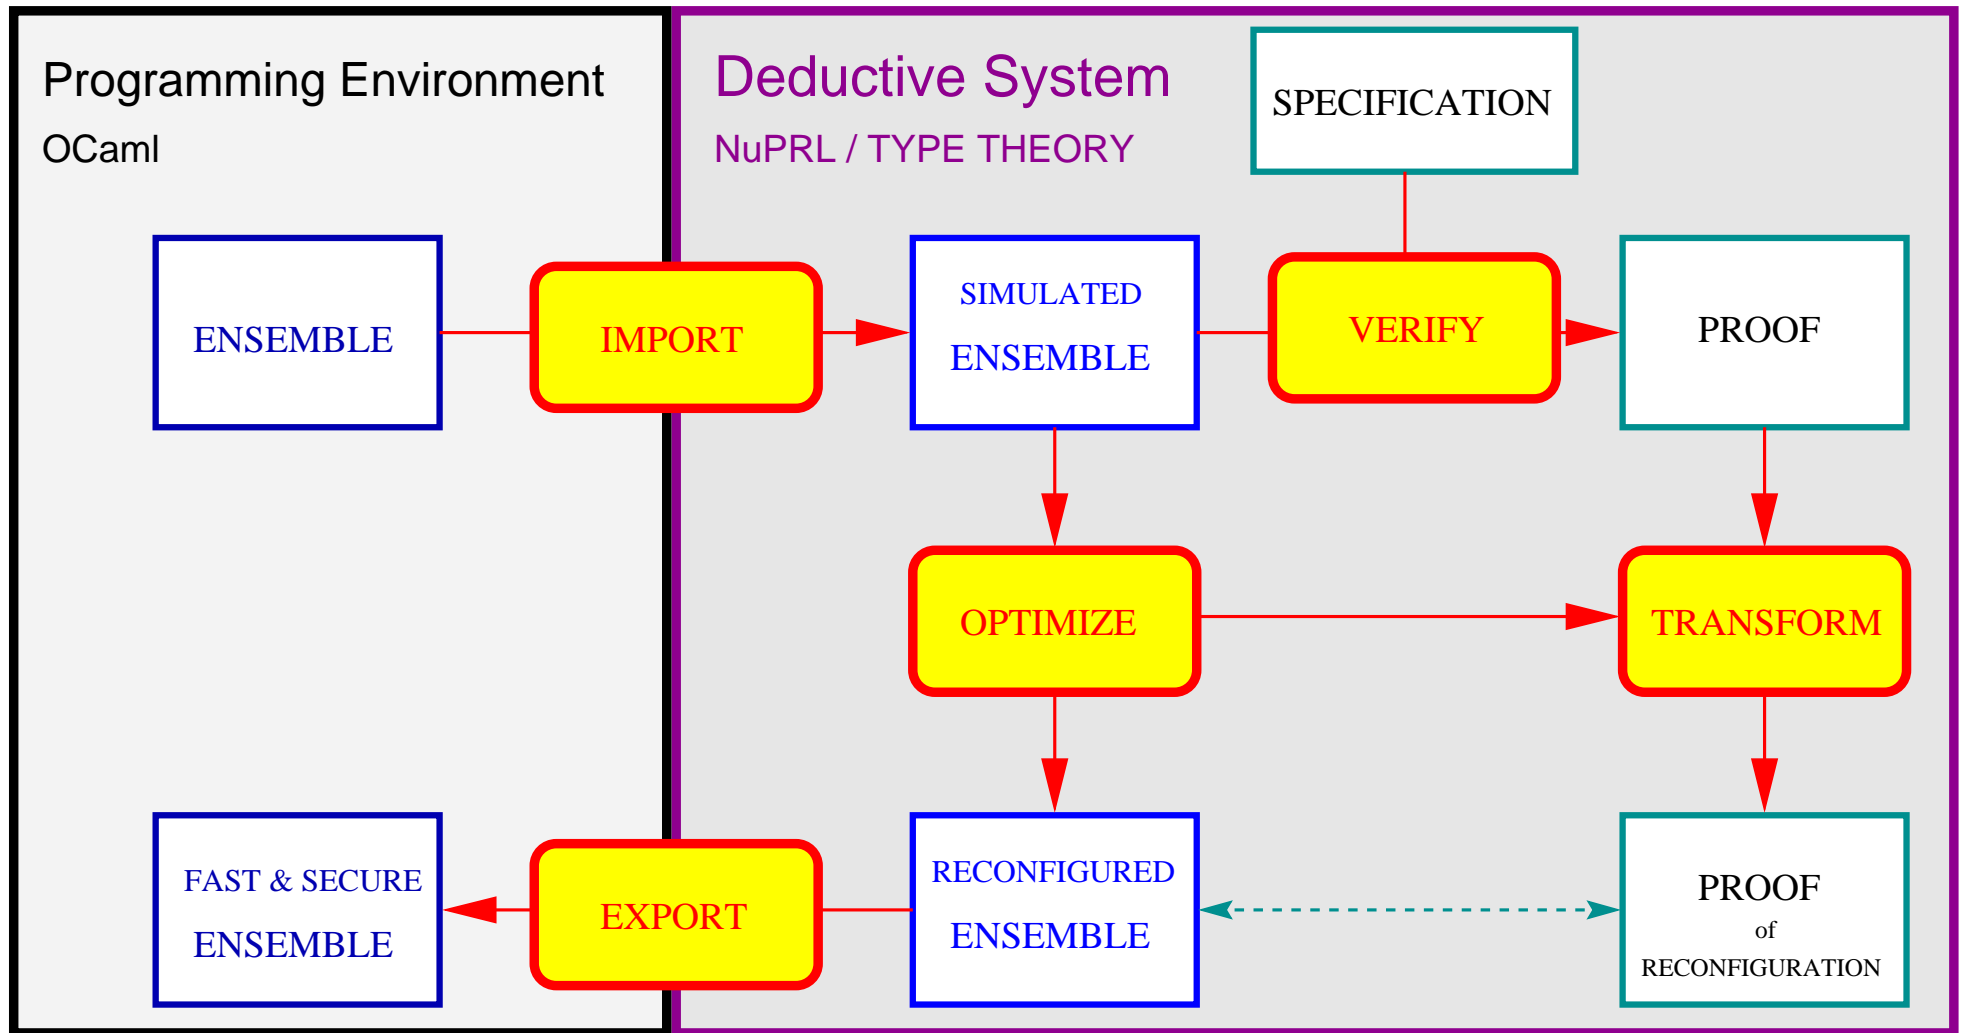 Programming Environment
OCaml
Deductive System
NuPRL / TYPE THEORY
SPECIFICATION
ENSEMBLE
IMPORT
SIMULATED
ENSEMBLE
VERIFY
PROOF
OPTIMIZE
TRANSFORM
FAST & SECURE
ENSEMBLE
EXPORT
RECONFIGURED
ENSEMBLE
PROOF
of
RECONFIGURATION